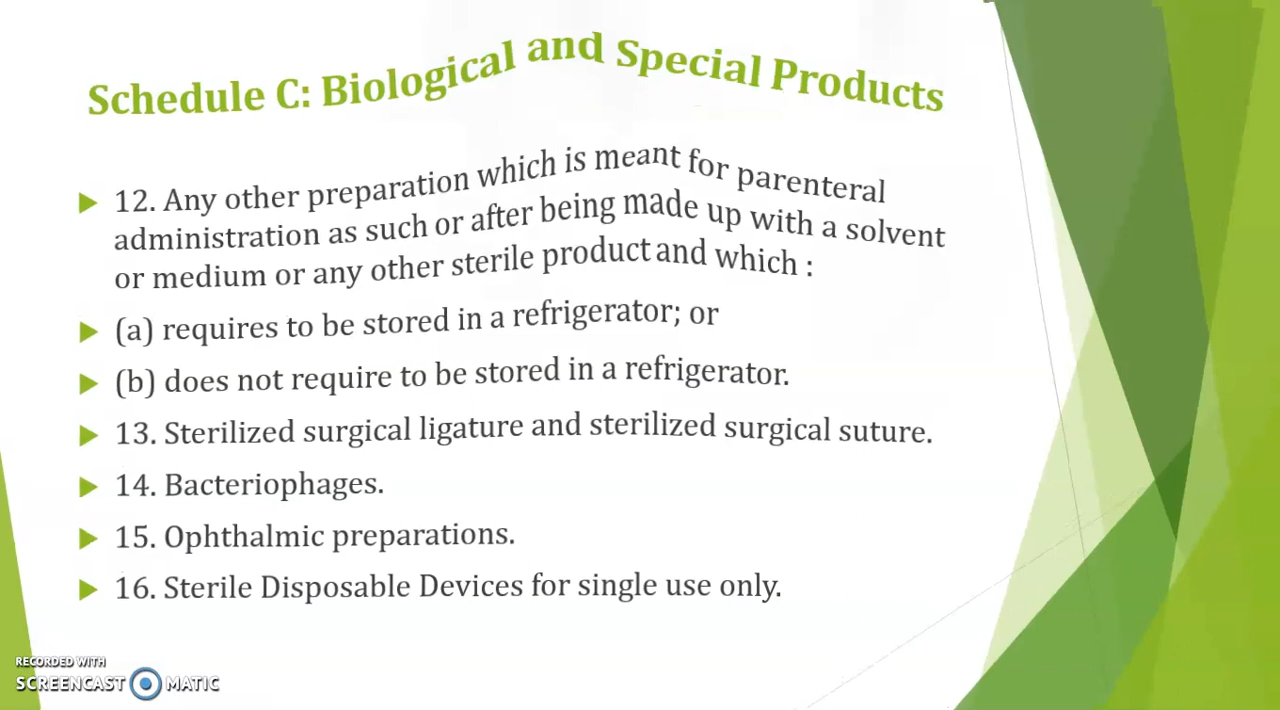 Schedule C: Biological and Special Products
12. Any other preparation which is meant for parenteral
administration as such or after being made up with a solvent
or medium or any other sterile product and which :
(a) requires to be stored in a refrigerator; or
(b) does not require to be stored in a refrigerator.
13. Sterilized surgical ligature and sterilized surgical suture.
14. Bacteriophages.
15. Ophthalmic preparations.
16. Sterile Disposable Devices for single use only.
RECORDED WITH
SCREENCAST MATIC